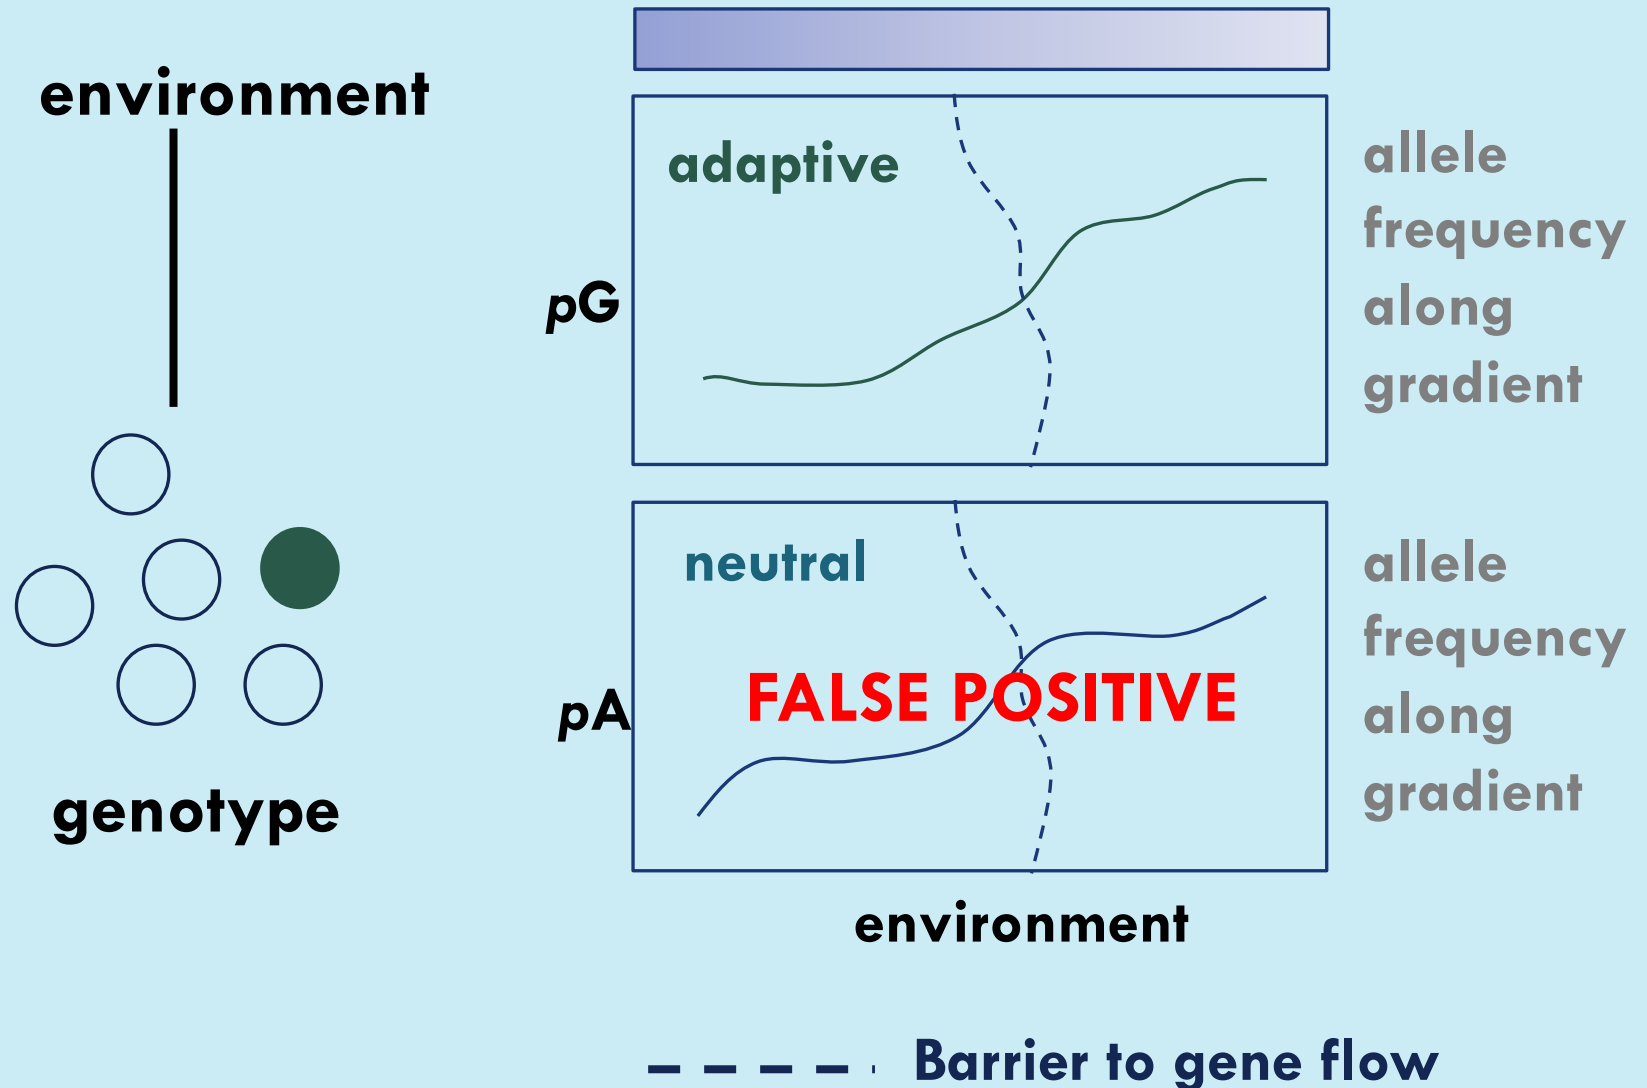 environment
genotype
adaptive
pG
allele
frequency
along
gradient
neutral
FALSE POSITIVE
pA
allele
frequency
along
gradient
environment
Barrier to gene flow